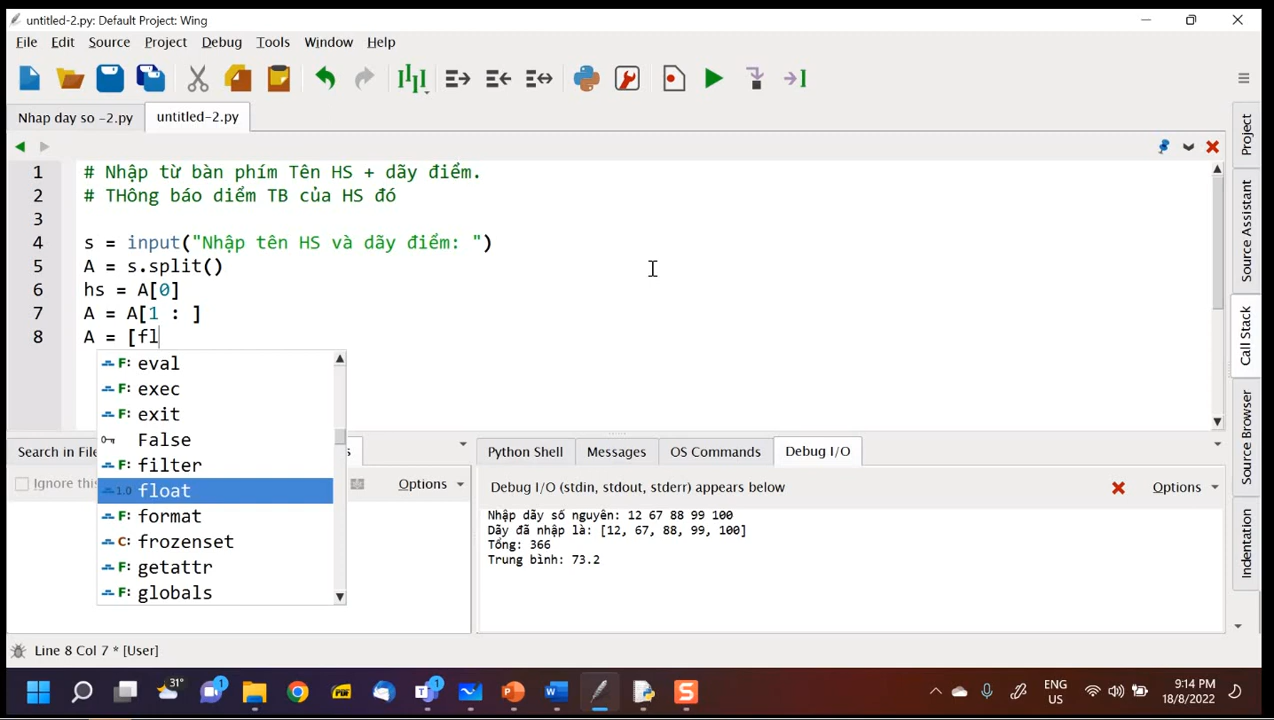 untitled-2.py: Default Project: Wing
File Edit Source Project Debug Tools Window Help
Nhap day so -2.py untitled-2.py
1 # Nhập từ bàn phím Tên HS + dãy điểm.
2 # THông báo diểm TB của HS đó
3
4 s = input("Nhập tên HS và dãy điểm: ")
5 A = s.split()
6 hs = A[0]
7 A = A[1 : ]
8 A = [fl
F: eval
F: exec
F: exit
False
F: filter
1.0 float
F: format
C: frozenset
F: getattr
F: globals
Search in File s
Ignore this Options
Python Shell Messages OS Commands Debug I/O
Debug I/O (stdin, stdout, stderr) appears below Options
Nhập dãy số nguyên: 12 67 88 99 100
Dãy đã nhập là: [12, 67, 88, 99, 100]
Tổng: 366
Trung bình: 73.2
Project
Source Assistant
Call Stack
Source Browser
Indentation
Line 8 Col 7 * [User]
31° 1 PDF 1 W P S
ENG
US
9:14 PM
18/8/2022